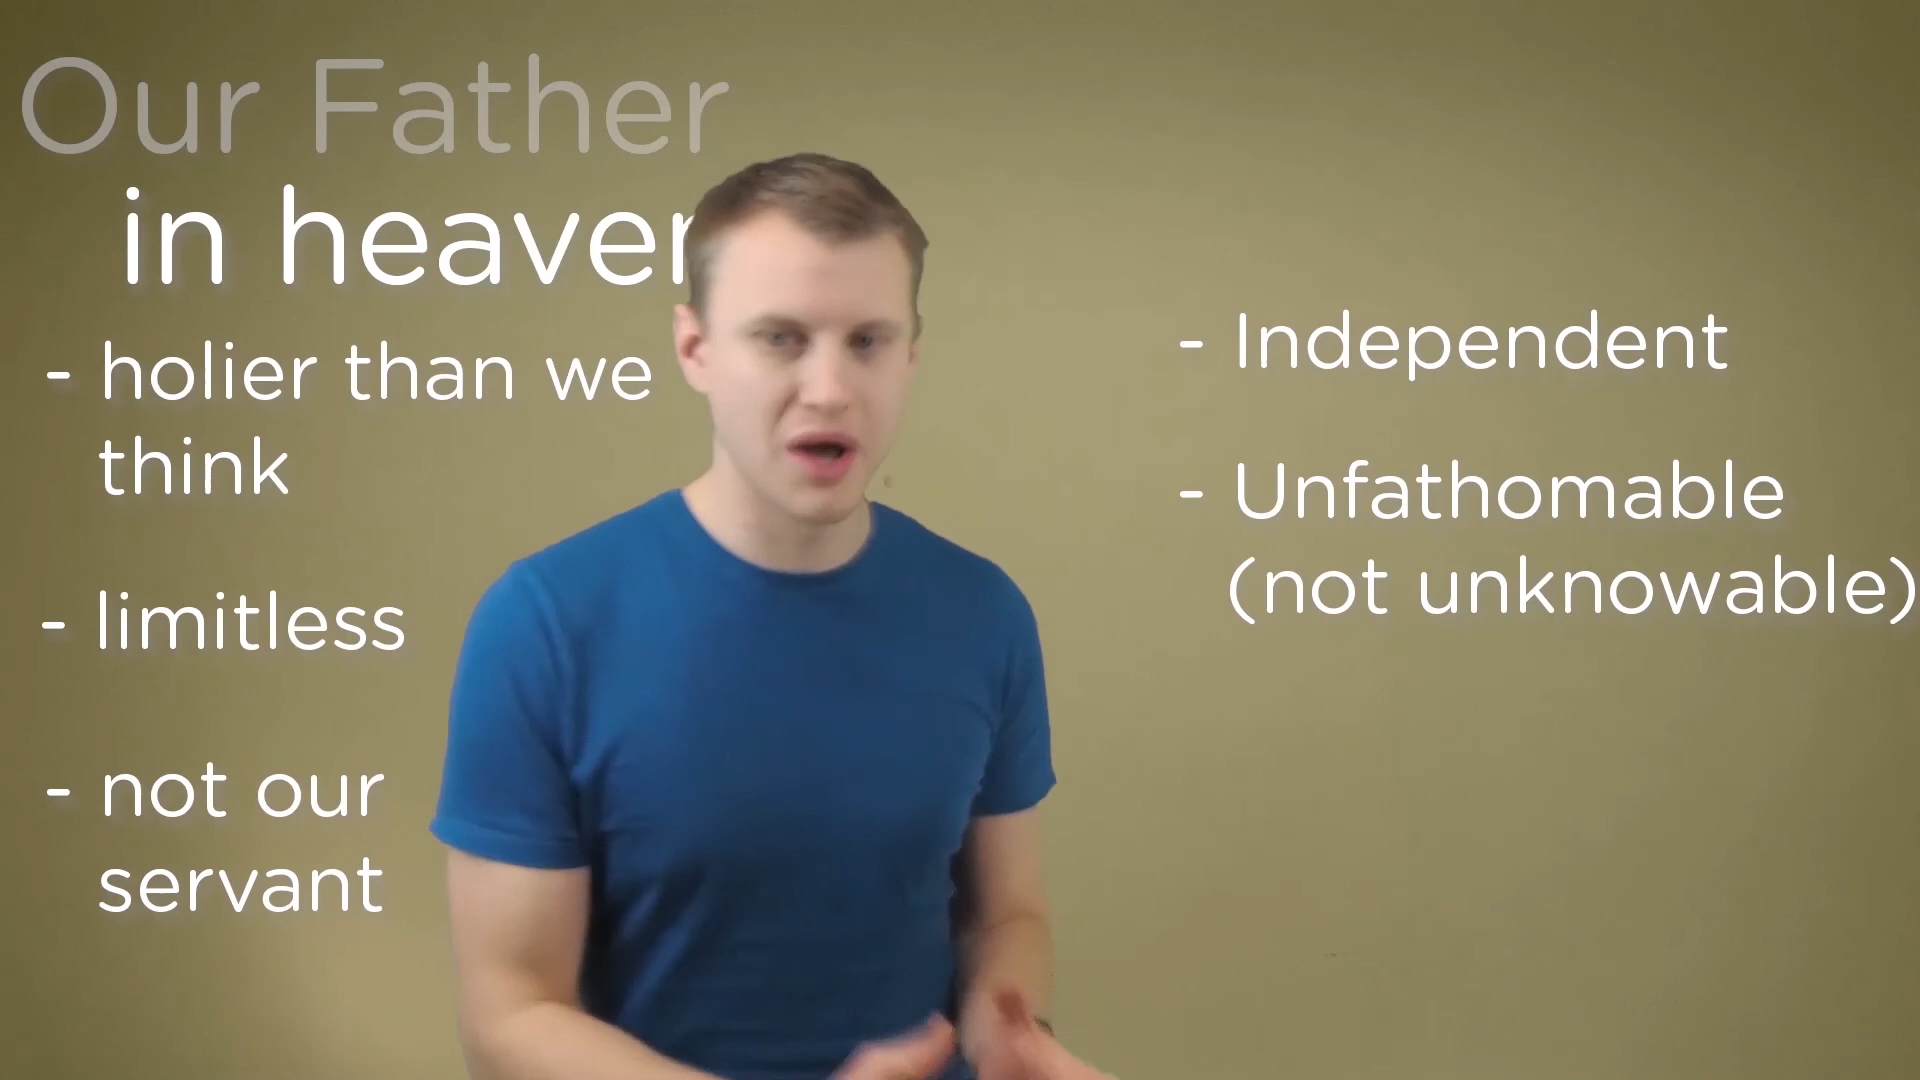 Our Father
in heaven
- holier than we
think
- limitless
- not our
servant
- Independent
- Unfathomable
(not unknowable)